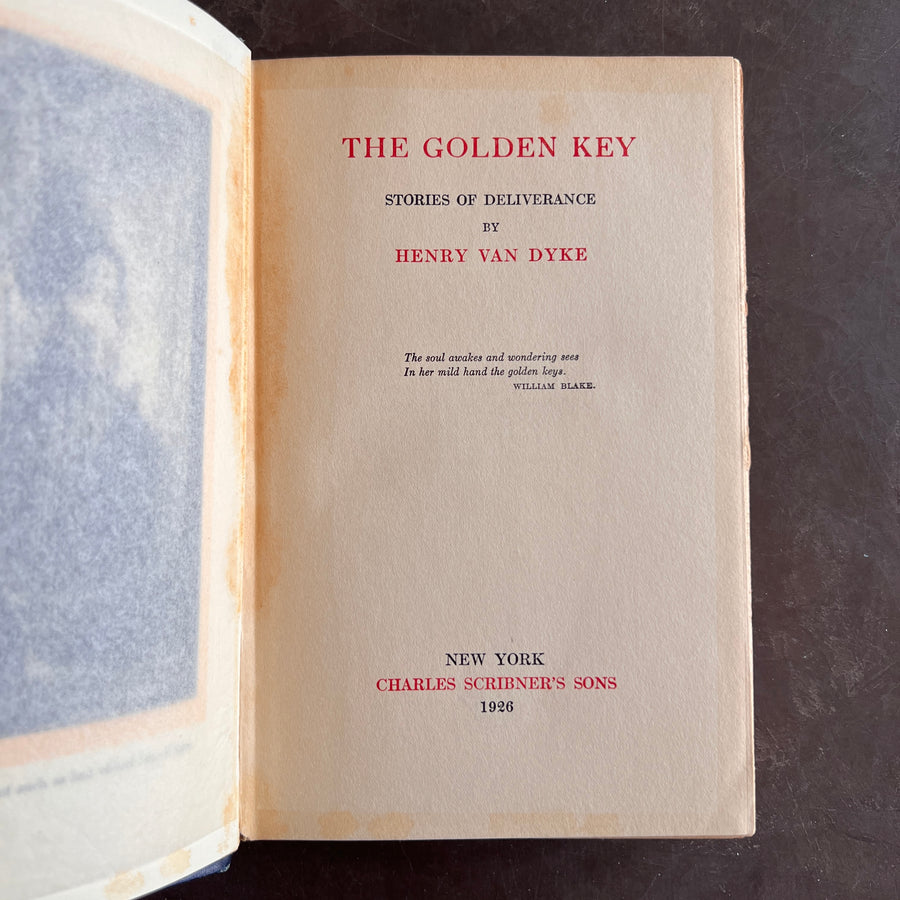 THE GOLDEN KEY
STORIES OF DELIVERANCE
BY
HENRY VAN DYKE
The soul awakes and wondering sees
In her mild hand the golden keys.
WILLIAM BLAKE.
NEW YORK
CHARLES SCRIBNER'S SONS
1926